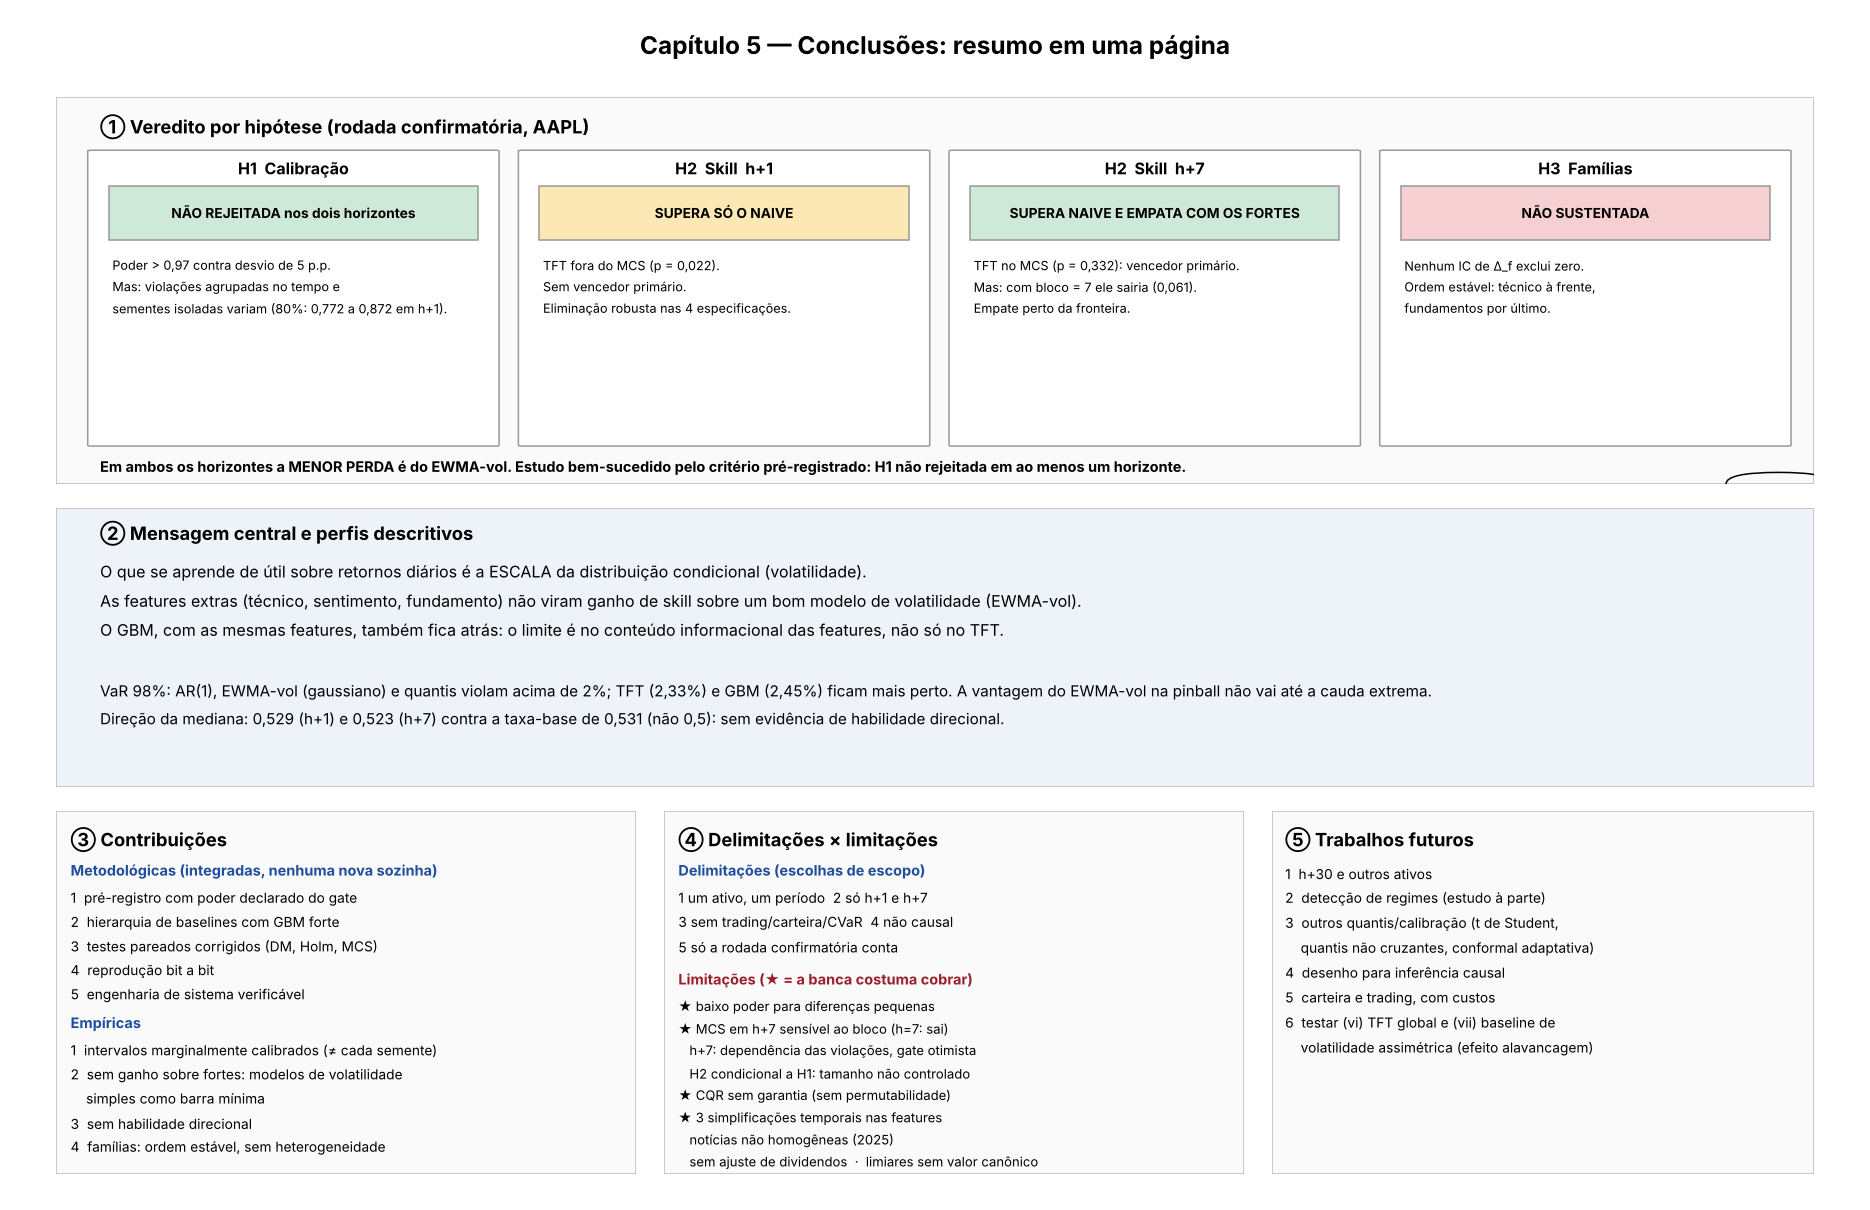 Capítulo 5 — Conclusões: resumo em uma página
① Veredito por hipótese (rodada confirmatória, AAPL)
H1 Calibração
NÃO REJEITADA nos dois horizontes
Poder > 0,97 contra desvio de 5 p.p.
Mas: violações agrupadas no tempo e
sementes isoladas variam (80%: 0,772 a 0,872 em h+1).
H2 Skill h+1
SUPERA SÓ O NAIVE
TFT fora do MCS (p = 0,022).
Sem vencedor primário.
Eliminação robusta nas 4 especificações.
H2 Skill h+7
SUPERA NAIVE E EMPATA COM OS FORTES
TFT no MCS (p = 0,332): vencedor primário.
Mas: com bloco = 7 ele sairia (0,061).
Empate perto da fronteira.
H3 Famílias
NÃO SUSTENTADA
Nenhum IC de Δ_f exclui zero.
Ordem estável: técnico à frente,
fundamentos por último.
Em ambos os horizontes a MENOR PERDA é do EWMA-vol. Estudo bem-sucedido pelo critério pré-registrado: H1 não rejeitada em ao menos um horizonte.
② Mensagem central e perfis descritivos
O que se aprende de útil sobre retornos diários é a ESCALA da distribuição condicional (volatilidade).
As features extras (técnico, sentimento, fundamento) não viram ganho de skill sobre um bom modelo de volatilidade (EWMA-vol).
O GBM, com as mesmas features, também fica atrás: o limite é no conteúdo informacional das features, não só no TFT.
VaR 98%: AR(1), EWMA-vol (gaussiano) e quantis violam acima de 2%; TFT (2,33%) e GBM (2,45%) ficam mais perto. A vantagem do EWMA-vol na pinball não vai até a cauda extrema.
Direção da mediana: 0,529 (h+1) e 0,523 (h+7) contra a taxa-base de 0,531 (não 0,5): sem evidência de habilidade direcional.
③ Contribuições
Metodológicas (integradas, nenhuma nova sozinha)
1 pré-registro com poder declarado do gate
2 hierarquia de baselines com GBM forte
3 testes pareados corrigidos (DM, Holm, MCS)
4 reprodução bit a bit
5 engenharia de sistema verificável
Empíricas
1 intervalos marginalmente calibrados (≠ cada semente)
2 sem ganho sobre fortes: modelos de volatilidade
simples como barra mínima
3 sem habilidade direcional
4 famílias: ordem estável, sem heterogeneidade
④ Delimitações × limitações
Delimitações (escolhas de escopo)
1 um ativo, um período 2 só h+1 e h+7
3 sem trading/carteira/CVaR 4 não causal
5 só a rodada confirmatória conta
Limitações (★ = a banca costuma cobrar)
★ baixo poder para diferenças pequenas
★ MCS em h+7 sensível ao bloco (h=7: sai)
h+7: dependência das violações, gate otimista
H2 condicional a H1: tamanho não controlado
★ CQR sem garantia (sem permutabilidade)
★ 3 simplificações temporais nas features
notícias não homogêneas (2025)
sem ajuste de dividendos · limiares sem valor canônico
⑤ Trabalhos futuros
1 h+30 e outros ativos
2 detecção de regimes (estudo à parte)
3 outros quantis/calibração (t de Student,
quantis não cruzantes, conformal adaptativa)
4 desenho para inferência causal
5 carteira e trading, com custos
6 testar (vi) TFT global e (vii) baseline de
volatilidade assimétrica (efeito alavancagem)